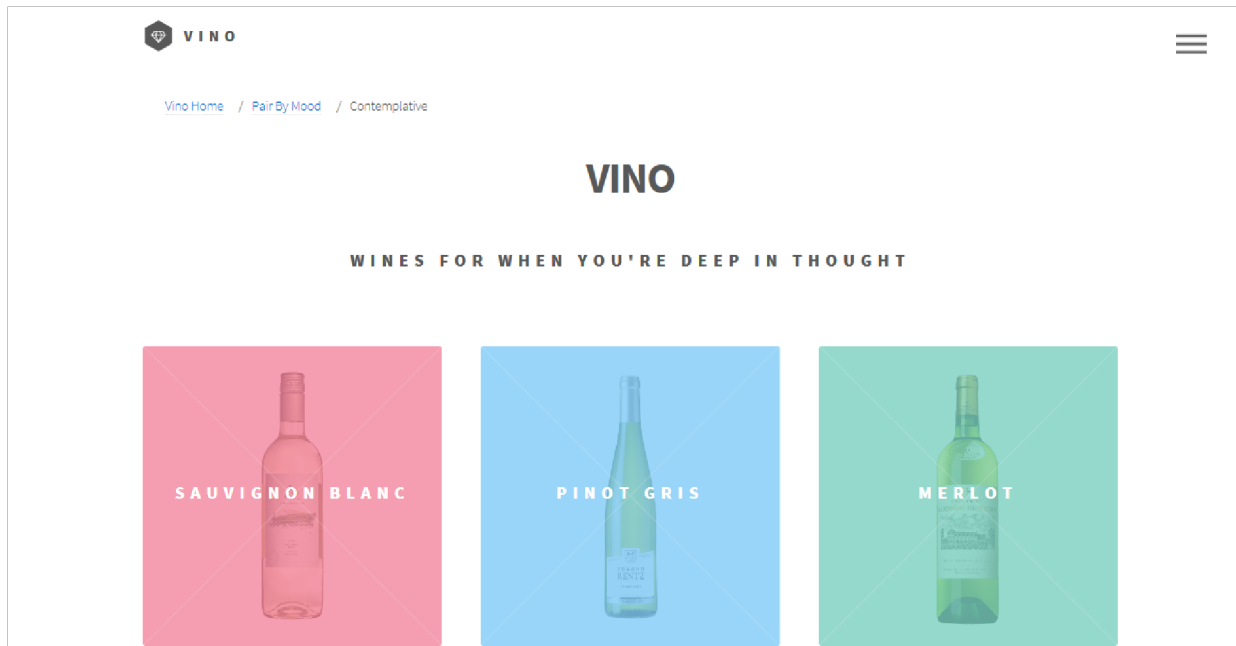 VINO
Vino Home / Pair By Mood / Contemplative
VINO
WINES FOR WHEN YOU'RE DEEP IN THOUGHT
SAUVIGNON BLANC
PINOT GRIS
MERLOT
RENTZ